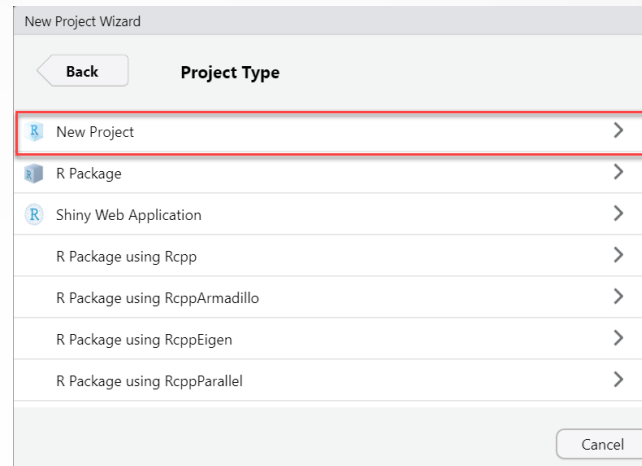 New Project Wizard
Back
Project Type
R New Project
R R Package
R Shiny Web Application
R Package using Rcpp
R Package using RcppArmadillo
R Package using RcppEigen
R Package using RcppParallel
Cancel